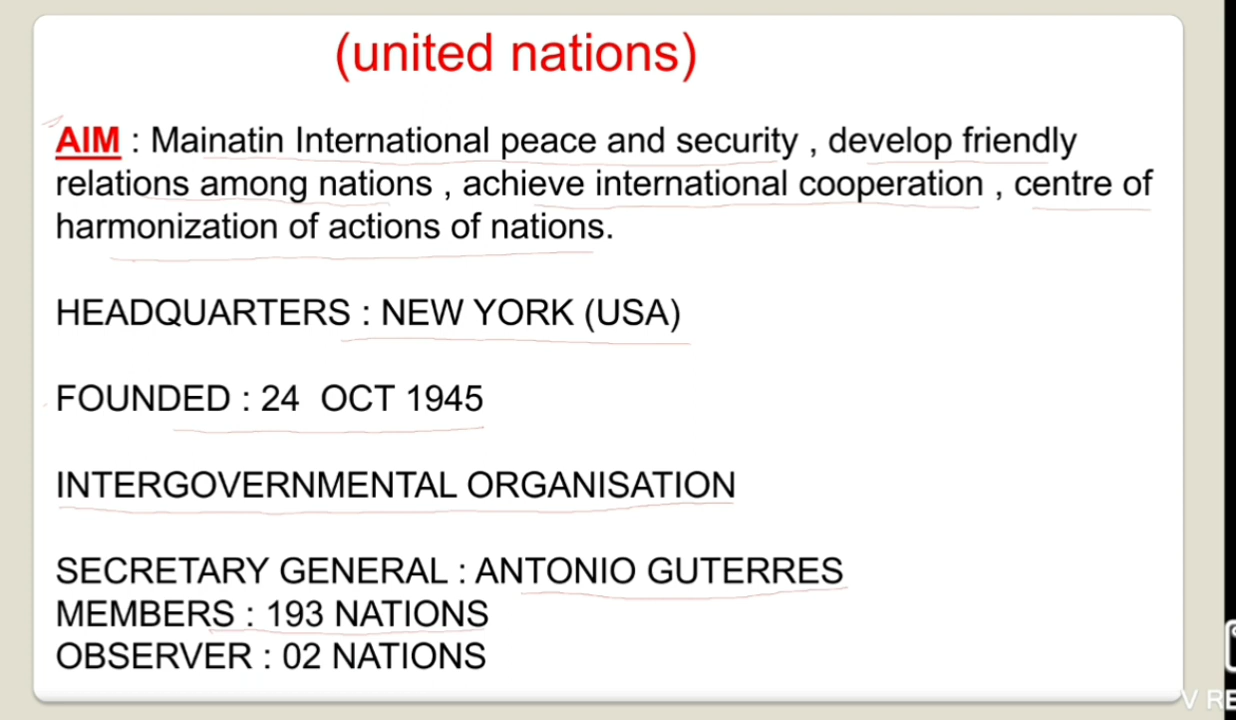 (united nations)
AIM : Mainatin International peace and security , develop friendly
relations among nations , achieve international cooperation , centre of
harmonization of actions of nations.
HEADQUARTERS : NEW YORK (USA)
FOUNDED : 24 OCT 1945
INTERGOVERNMENTAL ORGANISATION
SECRETARY GENERAL : ANTONIO GUTERRES
MEMBERS : 193 NATIONS
OBSERVER : 02 NATIONS